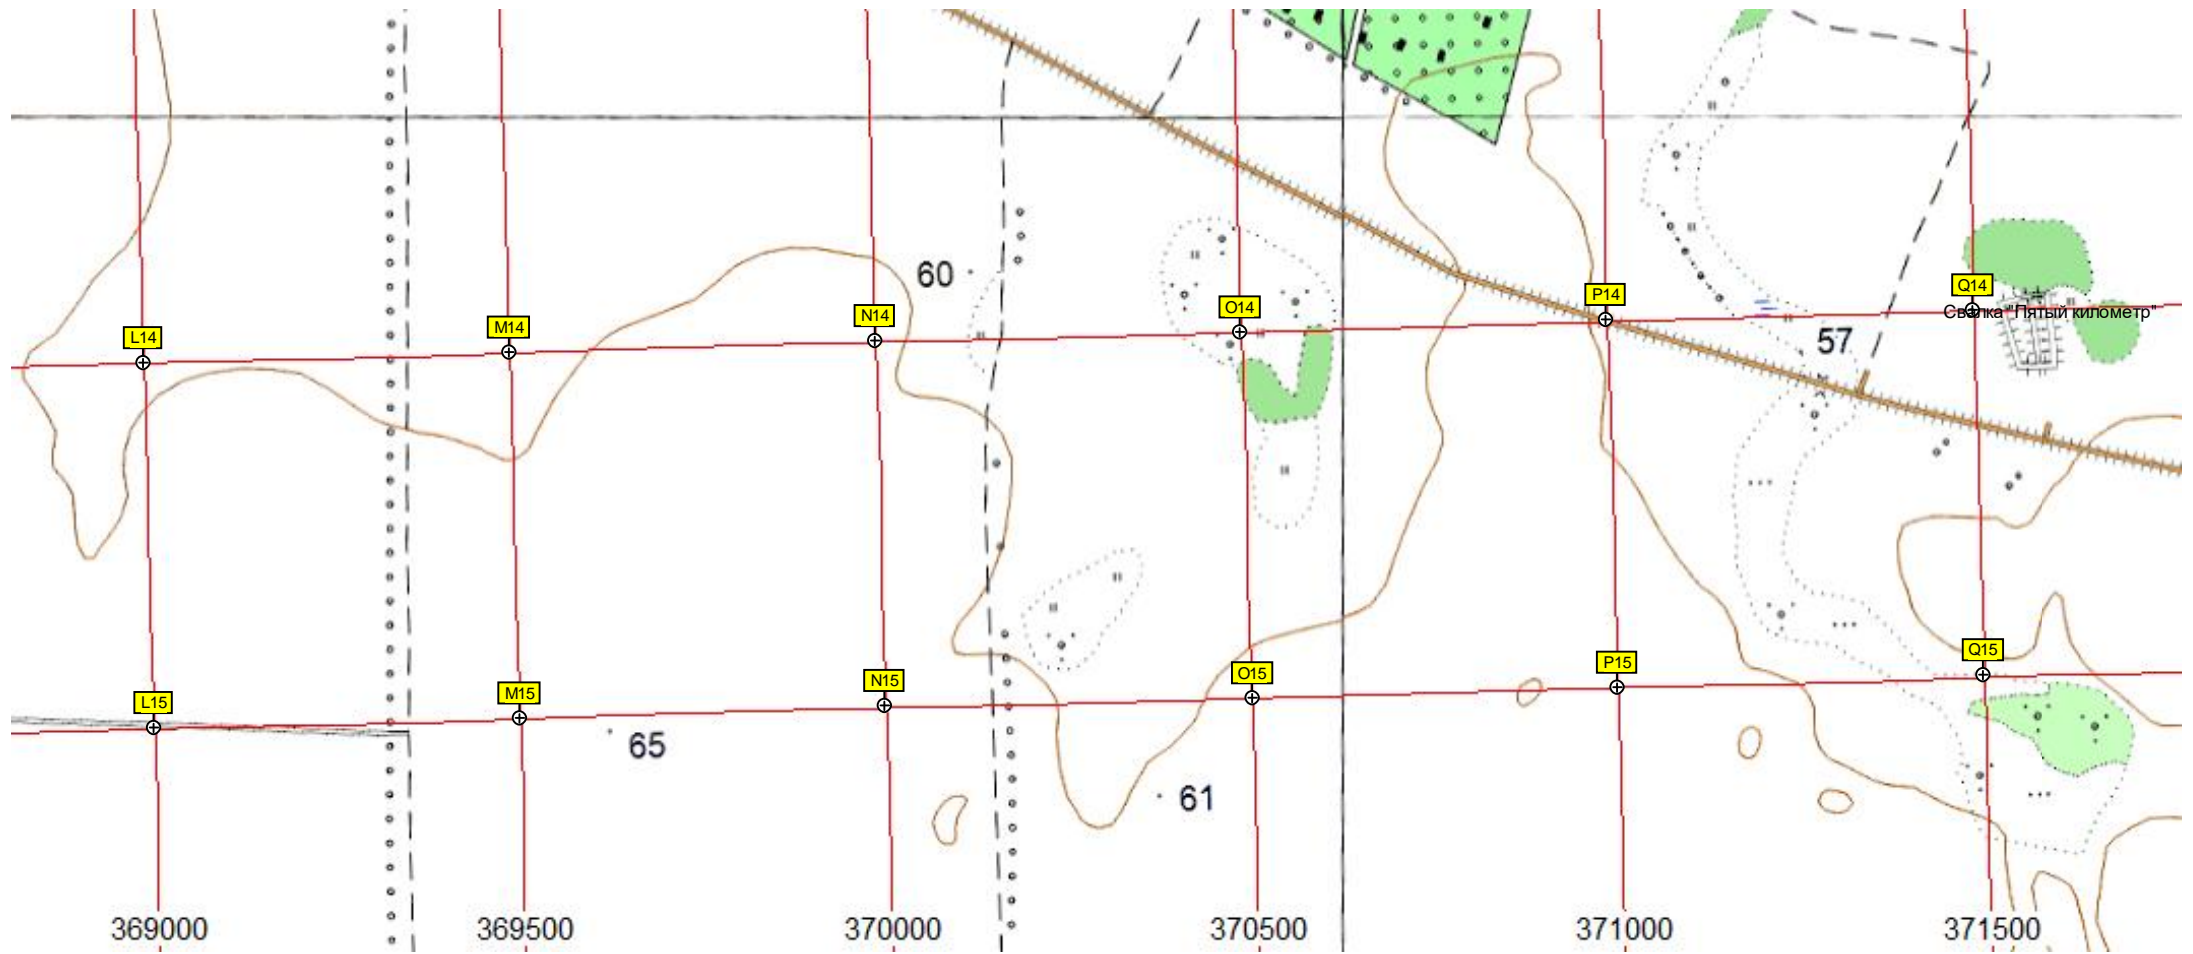 60
Q14
P14
O14
N14
M14
L14
Свалка "Пятый километр"
57
Q15
P15
O15
N15
M15
L15
65
61
369000 369500 370000 370500 371000 371500